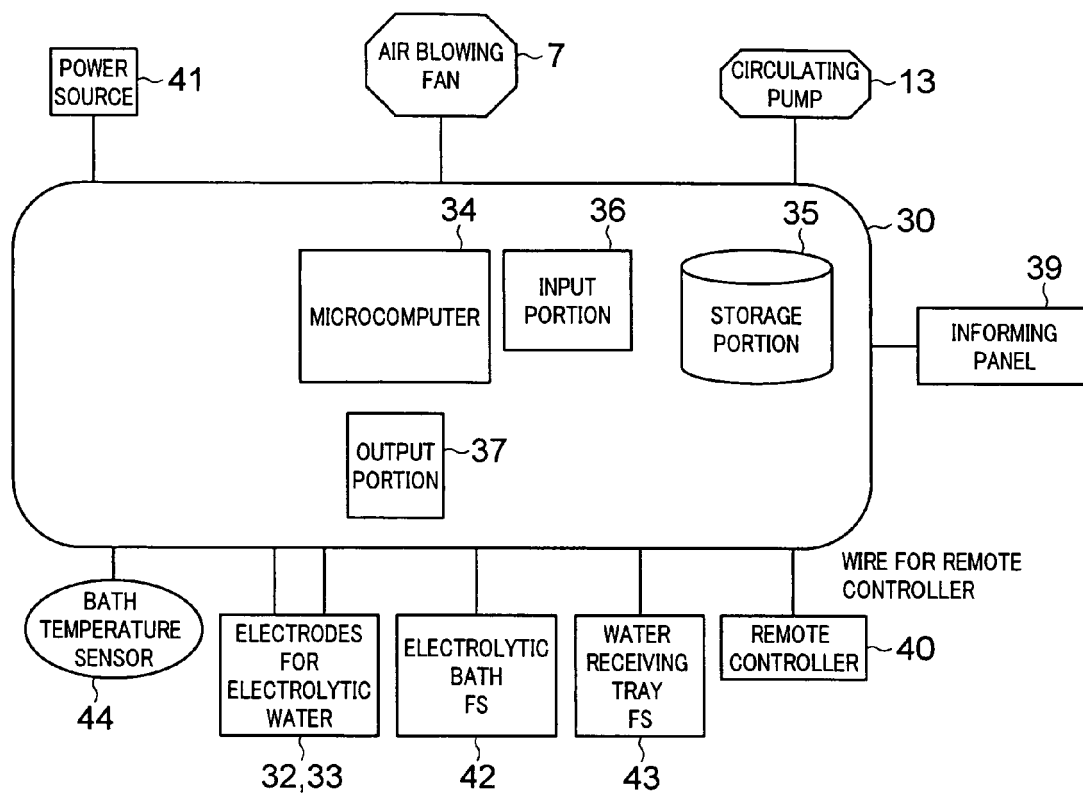 POWER
SOURCE
41
AIR BLOWING
FAN
7
CIRCULATING
PUMP
13
34
36
35
30
MICROCOMPUTER
INPUT
PORTION
STORAGE
PORTION
39
INFORMING
PANEL
OUTPUT
PORTION
37
WIRE FOR REMOTE
CONTROLLER
BATH
TEMPERATURE
SENSOR
44
ELECTRODES
FOR
ELECTROLYTIC
WATER
32,33
ELECTROLYTIC
BATH
FS
42
WATER
RECEIVING
TRAY
FS
43
REMOTE
CONTROLLER
40